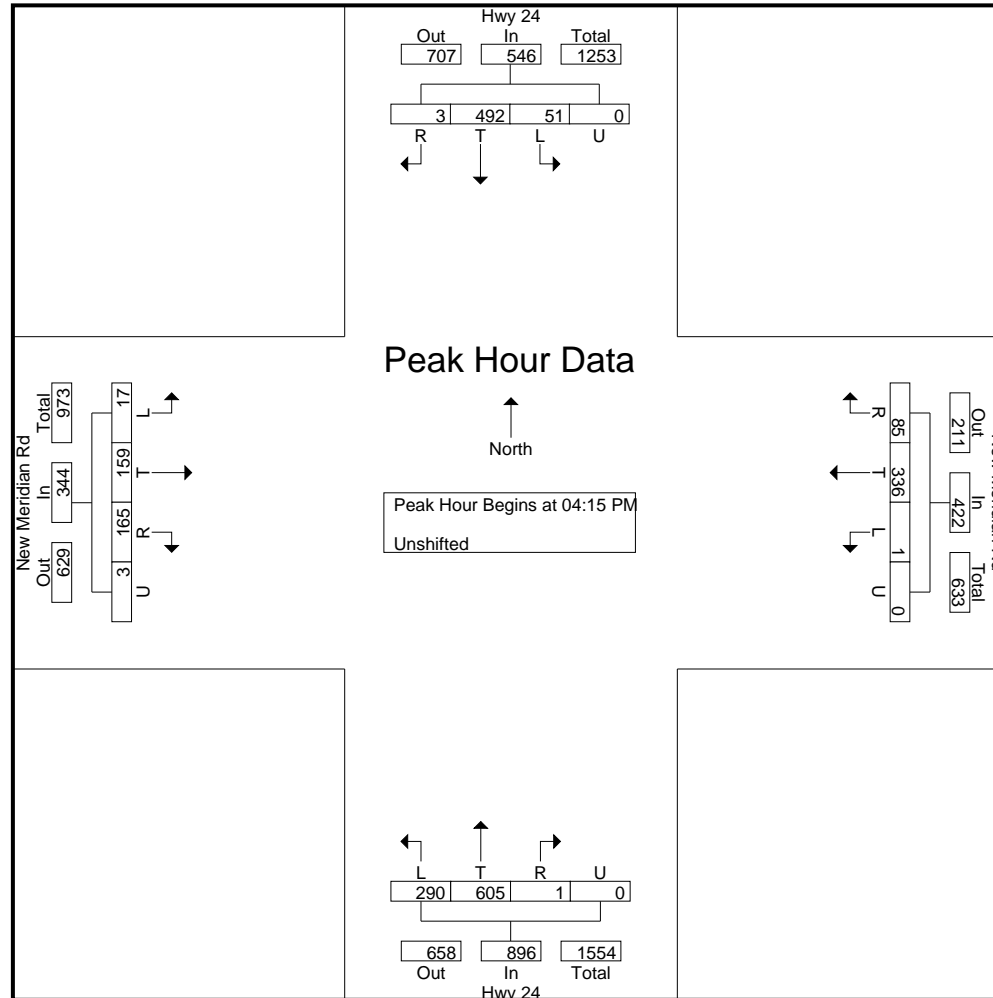 Hwy 24
Out In Total
707 546 1253
3 492 51 0
R T L U
Peak Hour Data
North
Peak Hour Begins at 04:15 PM
Unshifted
New Meridian Rd
Out In Total
629 344 973
17 159 165 3
L T R U
Out In Total
211 422 633
85 336 1 0
R T L U
L T R U
290 605 1 0
658 896 1554
Out In Total
Hwy 24